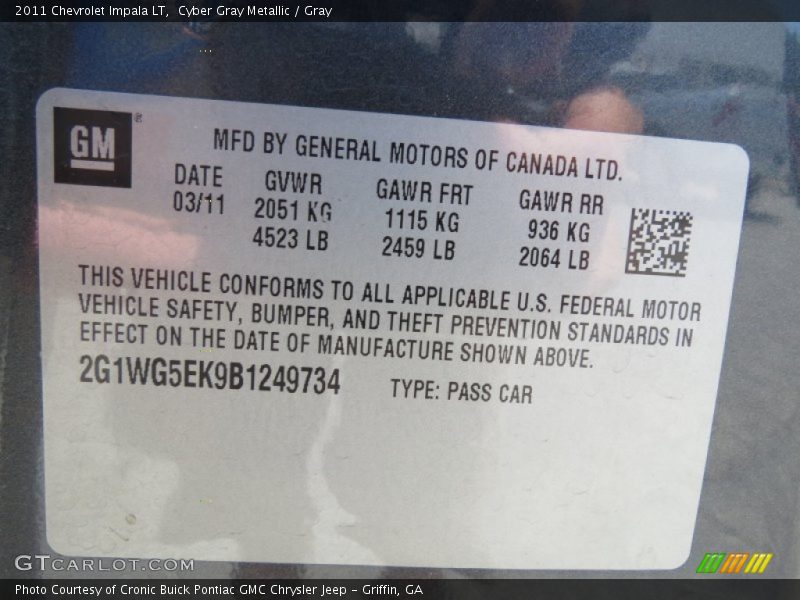 2011 Chevrolet Impala LT, Cyber Gray Metallic / Gray
GM ®
MFD BY GENERAL MOTORS OF CANADA LTD.
DATE GVWR GAWR FRT GAWR RR
03/11 2051 KG 1115 KG 936 KG
4523 LB 2459 LB 2064 LB
THIS VEHICLE CONFORMS TO ALL APPLICABLE U.S. FEDERAL MOTOR
VEHICLE SAFETY, BUMPER, AND THEFT PREVENTION STANDARDS IN
EFFECT ON THE DATE OF MANUFACTURE SHOWN ABOVE.
2G1WG5EK9B1249734 TYPE: PASS CAR
GTCARLOT.COM
Photo Courtesy of Cronic Buick Pontiac GMC Chrysler Jeep - Griffin, GA